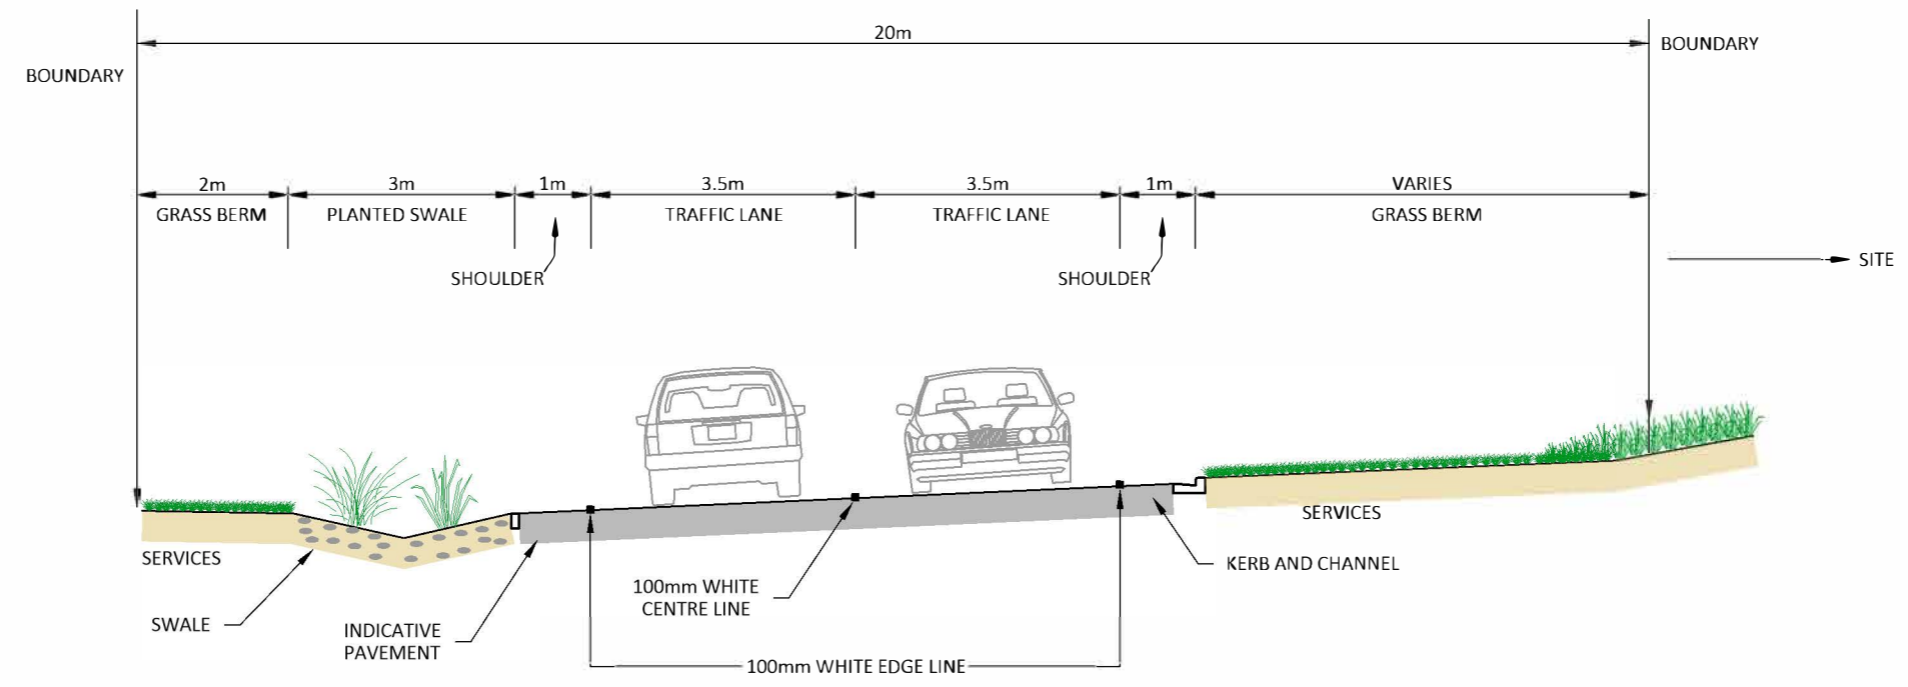 20m
BOUNDARY
BOUNDARY
2m
3m
1m
3.5m
3.5m
1m
VARIES
GRASS BERM
PLANTED SWALE
TRAFFIC LANE
TRAFFIC LANE
GRASS BERM
SHOULDER
SHOULDER
SITE
SERVICES
SERVICES
SWALE
INDICATIVE
PAVEMENT
100mm WHITE
CENTRE LINE
KERB AND CHANNEL
100mm WHITE EDGE LINE